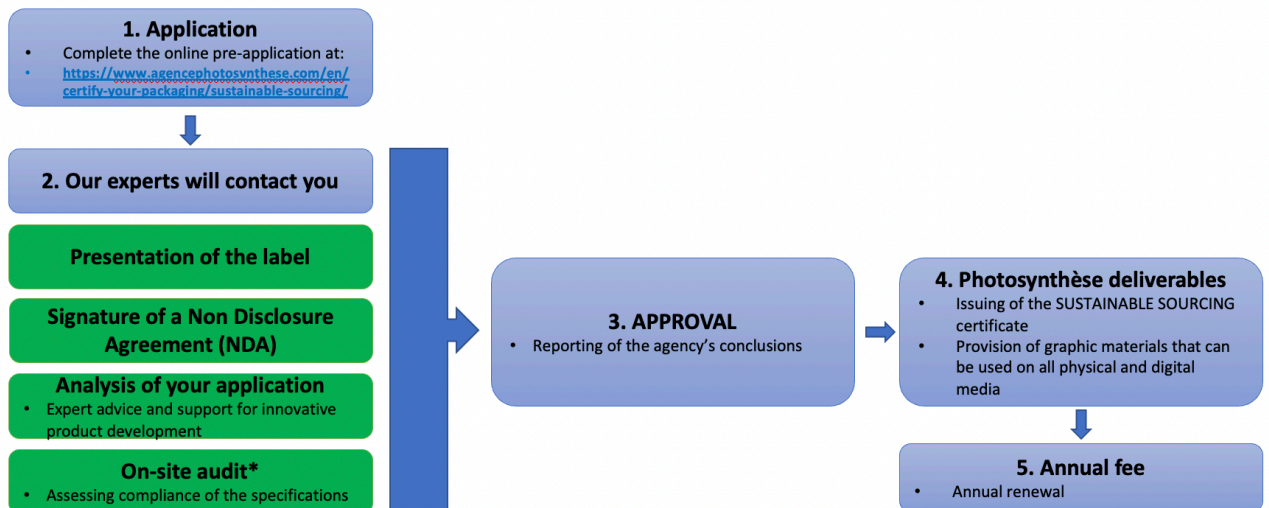 1. Application
• Complete the online pre-application at:
• https://www.agencephotosynthese.com/en/
certify-your-packaging/sustainable-sourcing/
2. Our experts will contact you
Presentation of the label
Signature of a Non Disclosure
Agreement (NDA)
Analysis of your application
• Expert advice and support for innovative
product development
On-site audit*
• Assessing compliance of the specifications
3. APPROVAL
• Reporting of the agency’s conclusions
4. Photosynthèse deliverables
• Issuing of the SUSTAINABLE SOURCING
certificate
• Provision of graphic materials that can
be used on all physical and digital
media
5. Annual fee
• Annual renewal